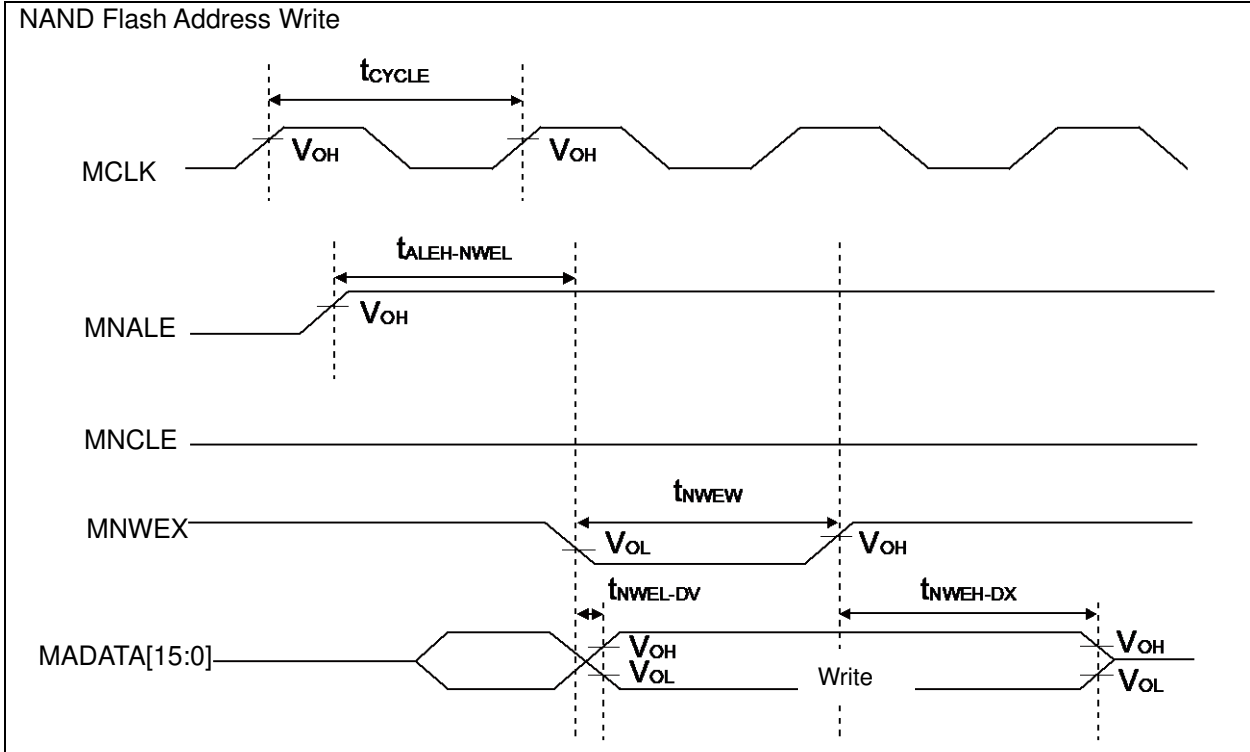 NAND Flash Address Write
tCYCLE
VOH VOH
MCLK
tALEH-NWEL
VOH
MNALE
MNCLE
tNWEW
MNWEX
VOL VOH
tNWEL-DV tNWEH-DX
VOH VOH
MADATA[15:0]
VOL Write VOL